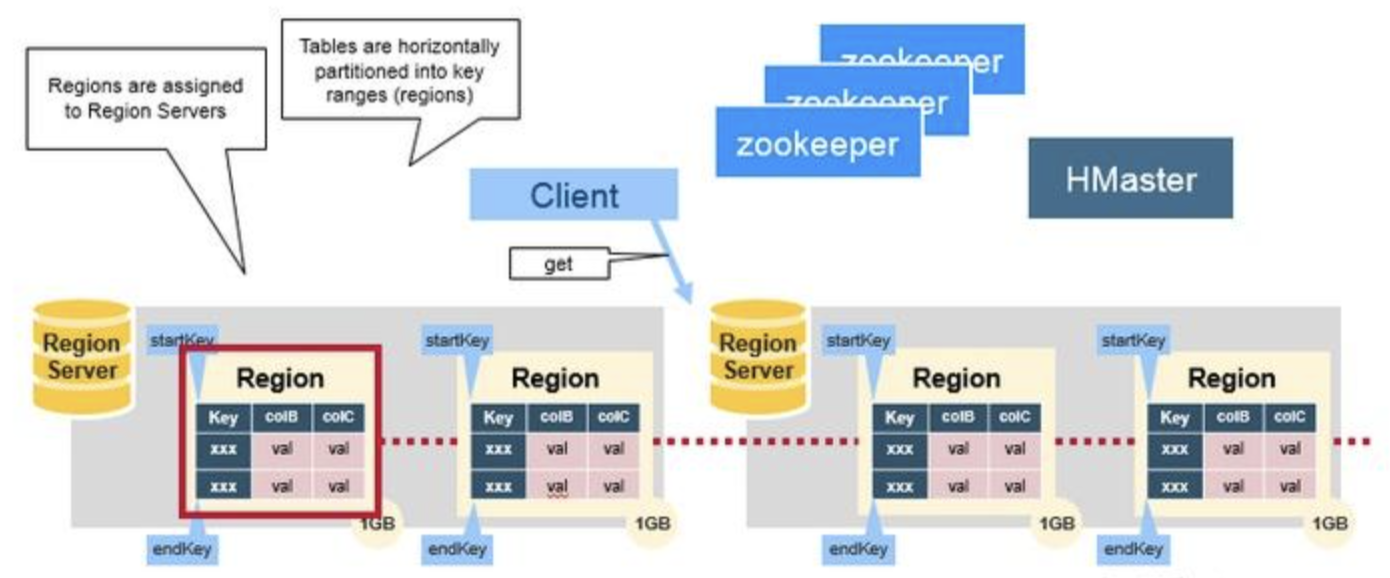 Tables are horizontally
partitioned into key
ranges (regions)
Regions are assigned
to Region Servers
zookeeper
zookeeper
zookeeper
HMaster
Client
get
Region
Server
startKey
Region
Key colB colC
xxx val val
xxx val val
1GB
endKey
startKey
Region
Key colB colC
xxx val val
xxx val val
1GB
endKey
Region
Server
startKey
Region
Key colB colC
xxx val val
xxx val val
1GB
endKey
startKey
Region
Key colB colC
xxx val val
xxx val val
1GB
endKey